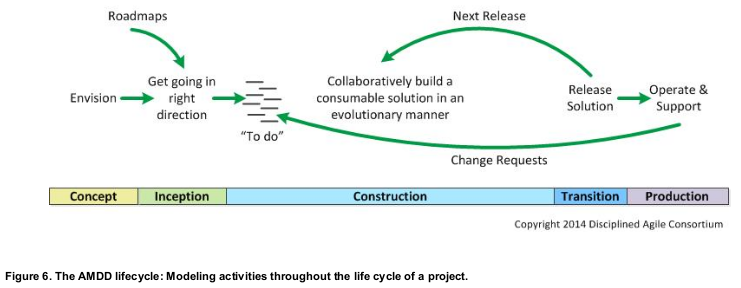 Roadmaps
Next Release
Envision
Get going in
right
direction
“To do”
Collaboratively build a
consumable solution in an
evolutionary manner
Release
Solution
Operate &
Support
Change Requests
Concept
Inception
Construction
Transition
Production
Copyright 2014 Disciplined Agile Consortium
Figure 6. The AMDD lifecycle: Modeling activities throughout the life cycle of a project.